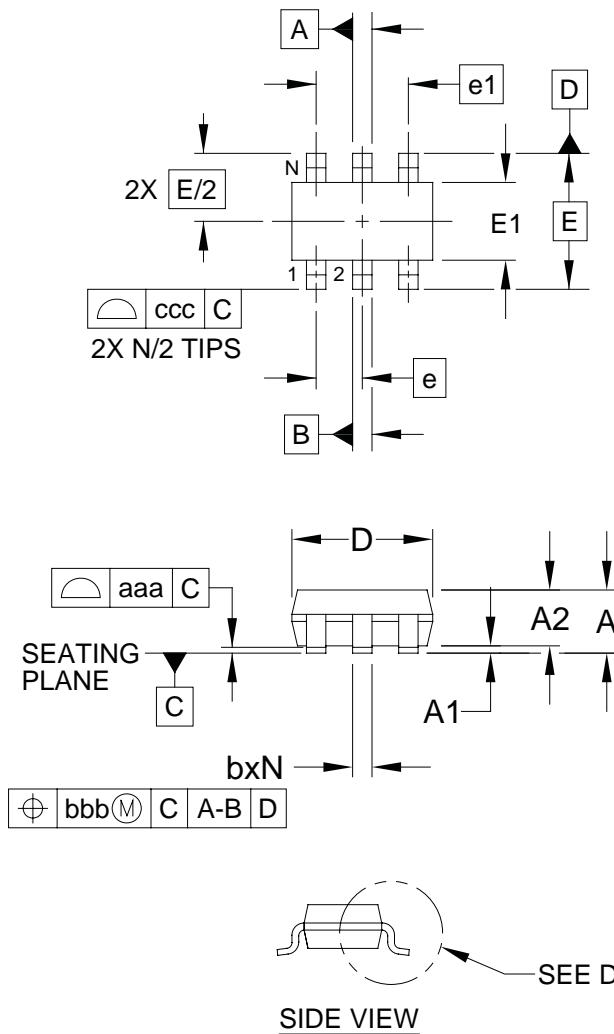 A
e1
D
N
2X E/2
E1
E
1 2
ccc C
2X N/2 TIPS
e
B
D
aaa C
A2
A
SEATING
PLANE
C
A1
bxN
bbb Ⓜ C A-B D
SEE D
SIDE VIEW